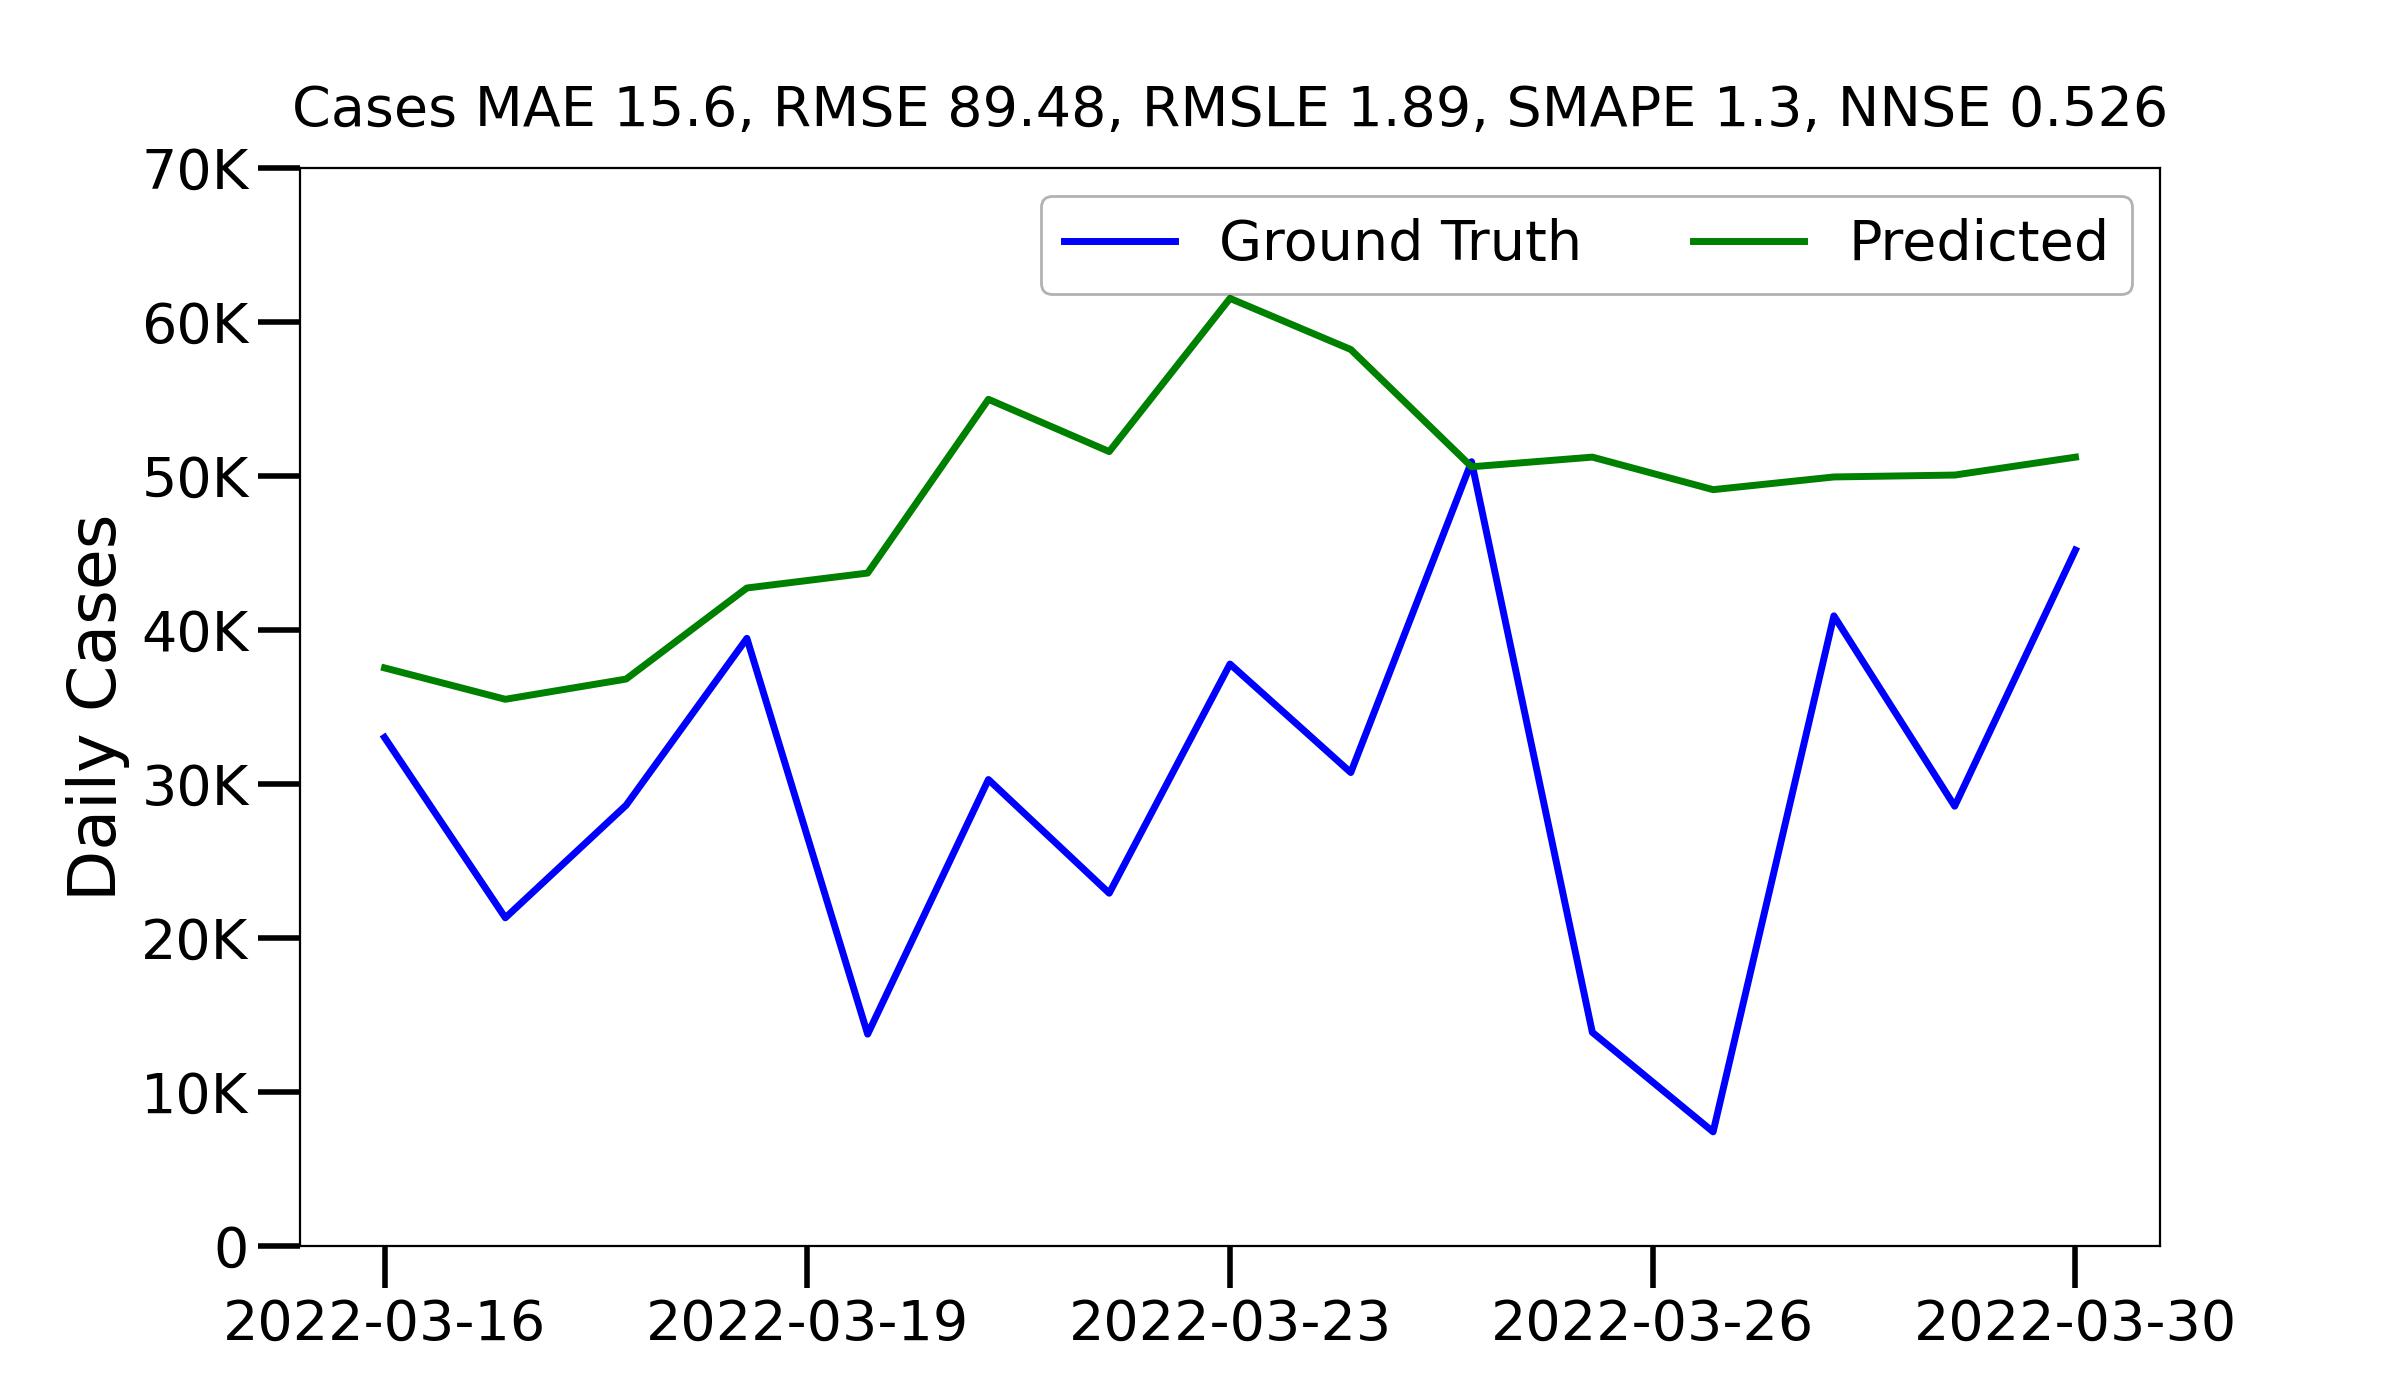 Cases MAE 15.6, RMSE 89.48, RMSLE 1.89, SMAPE 1.3, NNSE 0.526
Ground Truth Predicted
Daily Cases
70K
60K
50K
40K
30K
20K
10K
0
2022-03-16 2022-03-19 2022-03-23 2022-03-26 2022-03-30